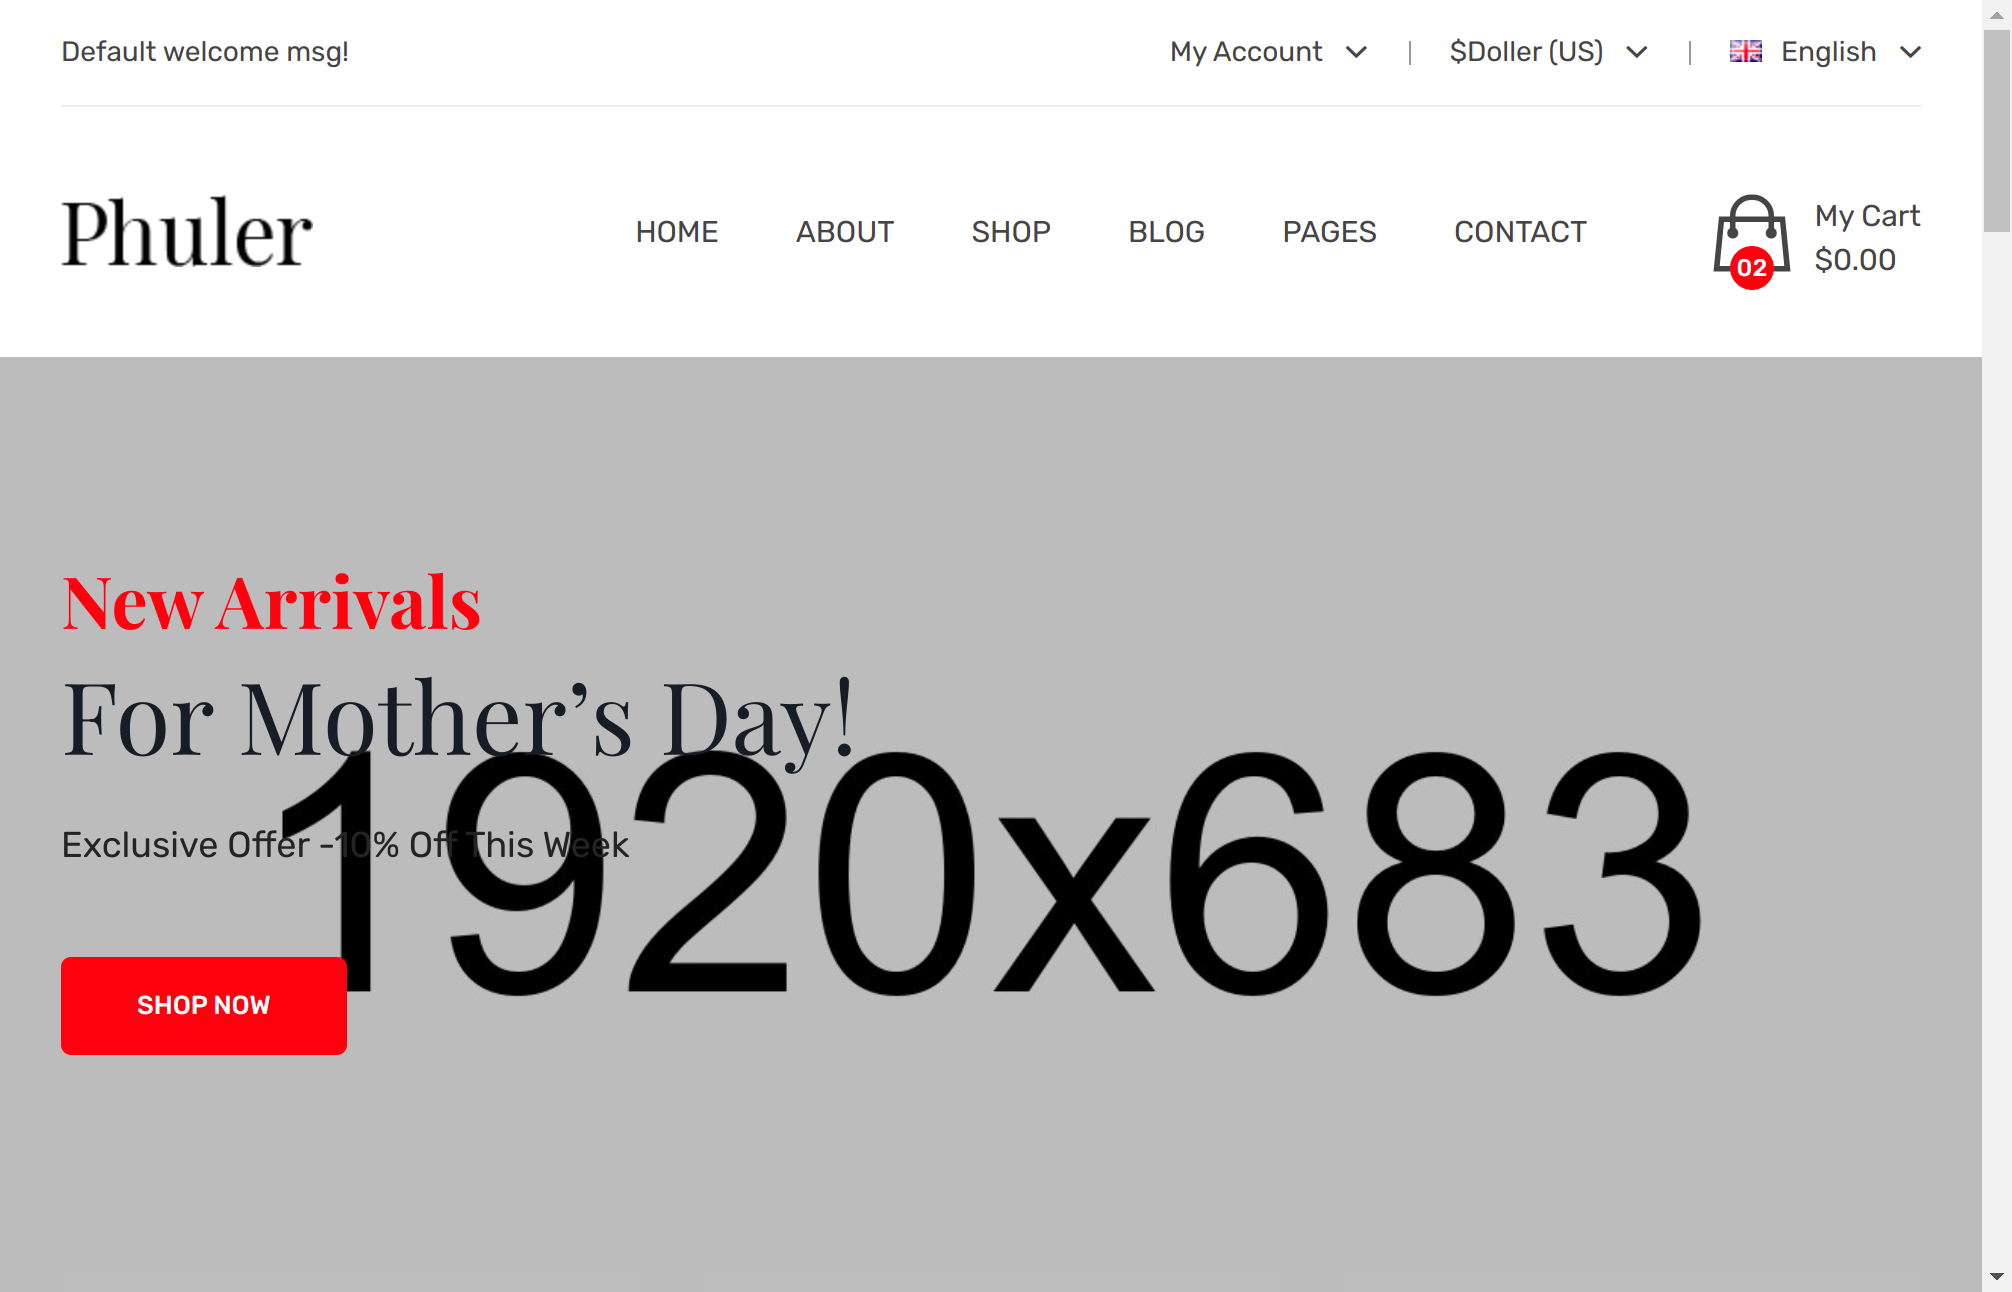 Default welcome msg!
My Account | $Doller (US) | English
Phuler
HOME ABOUT SHOP BLOG PAGES CONTACT
My Cart
$0.00
02
New Arrivals
For Mother’s Day!
1920x683
Exclusive Offer -10% Off This Week
SHOP NOW